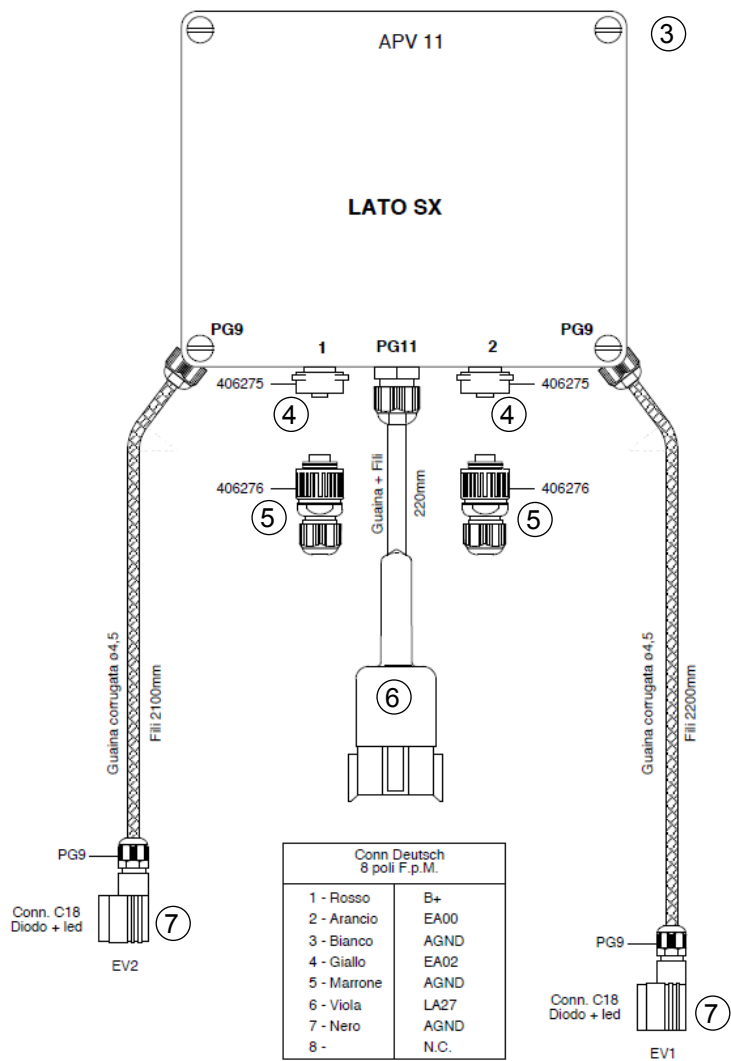 APV 11
3
LATO SX
PG9
1
PG11
2
PG9
406275
4
406275
4
406276
5
406276
5
Guaina + Fili
220mm
Guaina corrugata ø4,5
Fili 2100mm
Guaina corrugata ø4,5
Fili 2200mm
6
PG9
Conn. C18
Diodo + led
7
EV2
Conn Deutsch
8 poli F.p.M.
1 - Rosso B+
2 - Arancio EA00
3 - Bianco AGND
4 - Giallo EA02
5 - Marrone AGND
6 - Viola LA27
7 - Nero AGND
8 - N.C.
PG9
Conn. C18
Diodo + led
7
EV1